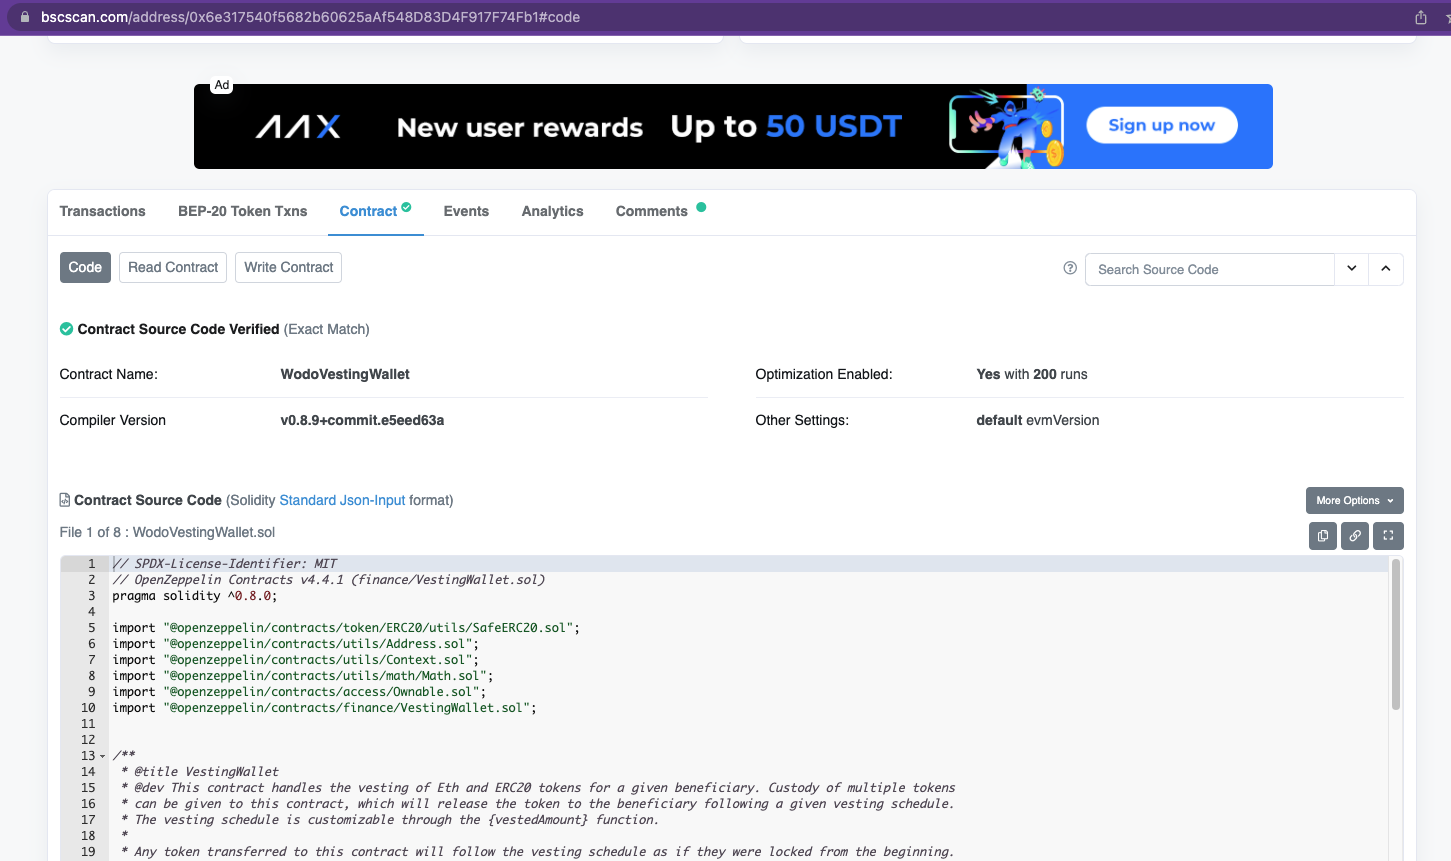 bscscan.com/address/0x6e317540f5682b60625aAf548D83D4F917F74Fb1#code
Ad
AAX New user rewards Up to 50 USDT Sign up now
Transactions BEP-20 Token Txns Contract Events Analytics Comments
Code Read Contract Write Contract Search Source Code
Contract Source Code Verified (Exact Match)
Contract Name: WodoVestingWallet Optimization Enabled: Yes with 200 runs
Compiler Version v0.8.9+commit.e5eed63a Other Settings: default evmVersion
Contract Source Code (Solidity Standard Json-Input format) More Options
File 1 of 8 : WodoVestingWallet.sol
1 // SPDX-License-Identifier: MIT
2 // OpenZeppelin Contracts v4.4.1 (finance/VestingWallet.sol)
3 pragma solidity ^0.8.0;
4
5 import "@openzeppelin/contracts/token/ERC20/utils/SafeERC20.sol";
6 import "@openzeppelin/contracts/utils/Address.sol";
7 import "@openzeppelin/contracts/utils/Context.sol";
8 import "@openzeppelin/contracts/utils/math/Math.sol";
9 import "@openzeppelin/contracts/access/Ownable.sol";
10 import "@openzeppelin/contracts/finance/VestingWallet.sol";
11
12
13 /**
14 * @title VestingWallet
15 * @dev This contract handles the vesting of Eth and ERC20 tokens for a given beneficiary. Custody of multiple tokens
16 * can be given to this contract, which will release the token to the beneficiary following a given vesting schedule.
17 * The vesting schedule is customizable through the {vestedAmount} function.
18 *
19 * Any token transferred to this contract will follow the vesting schedule as if they were locked from the beginning.